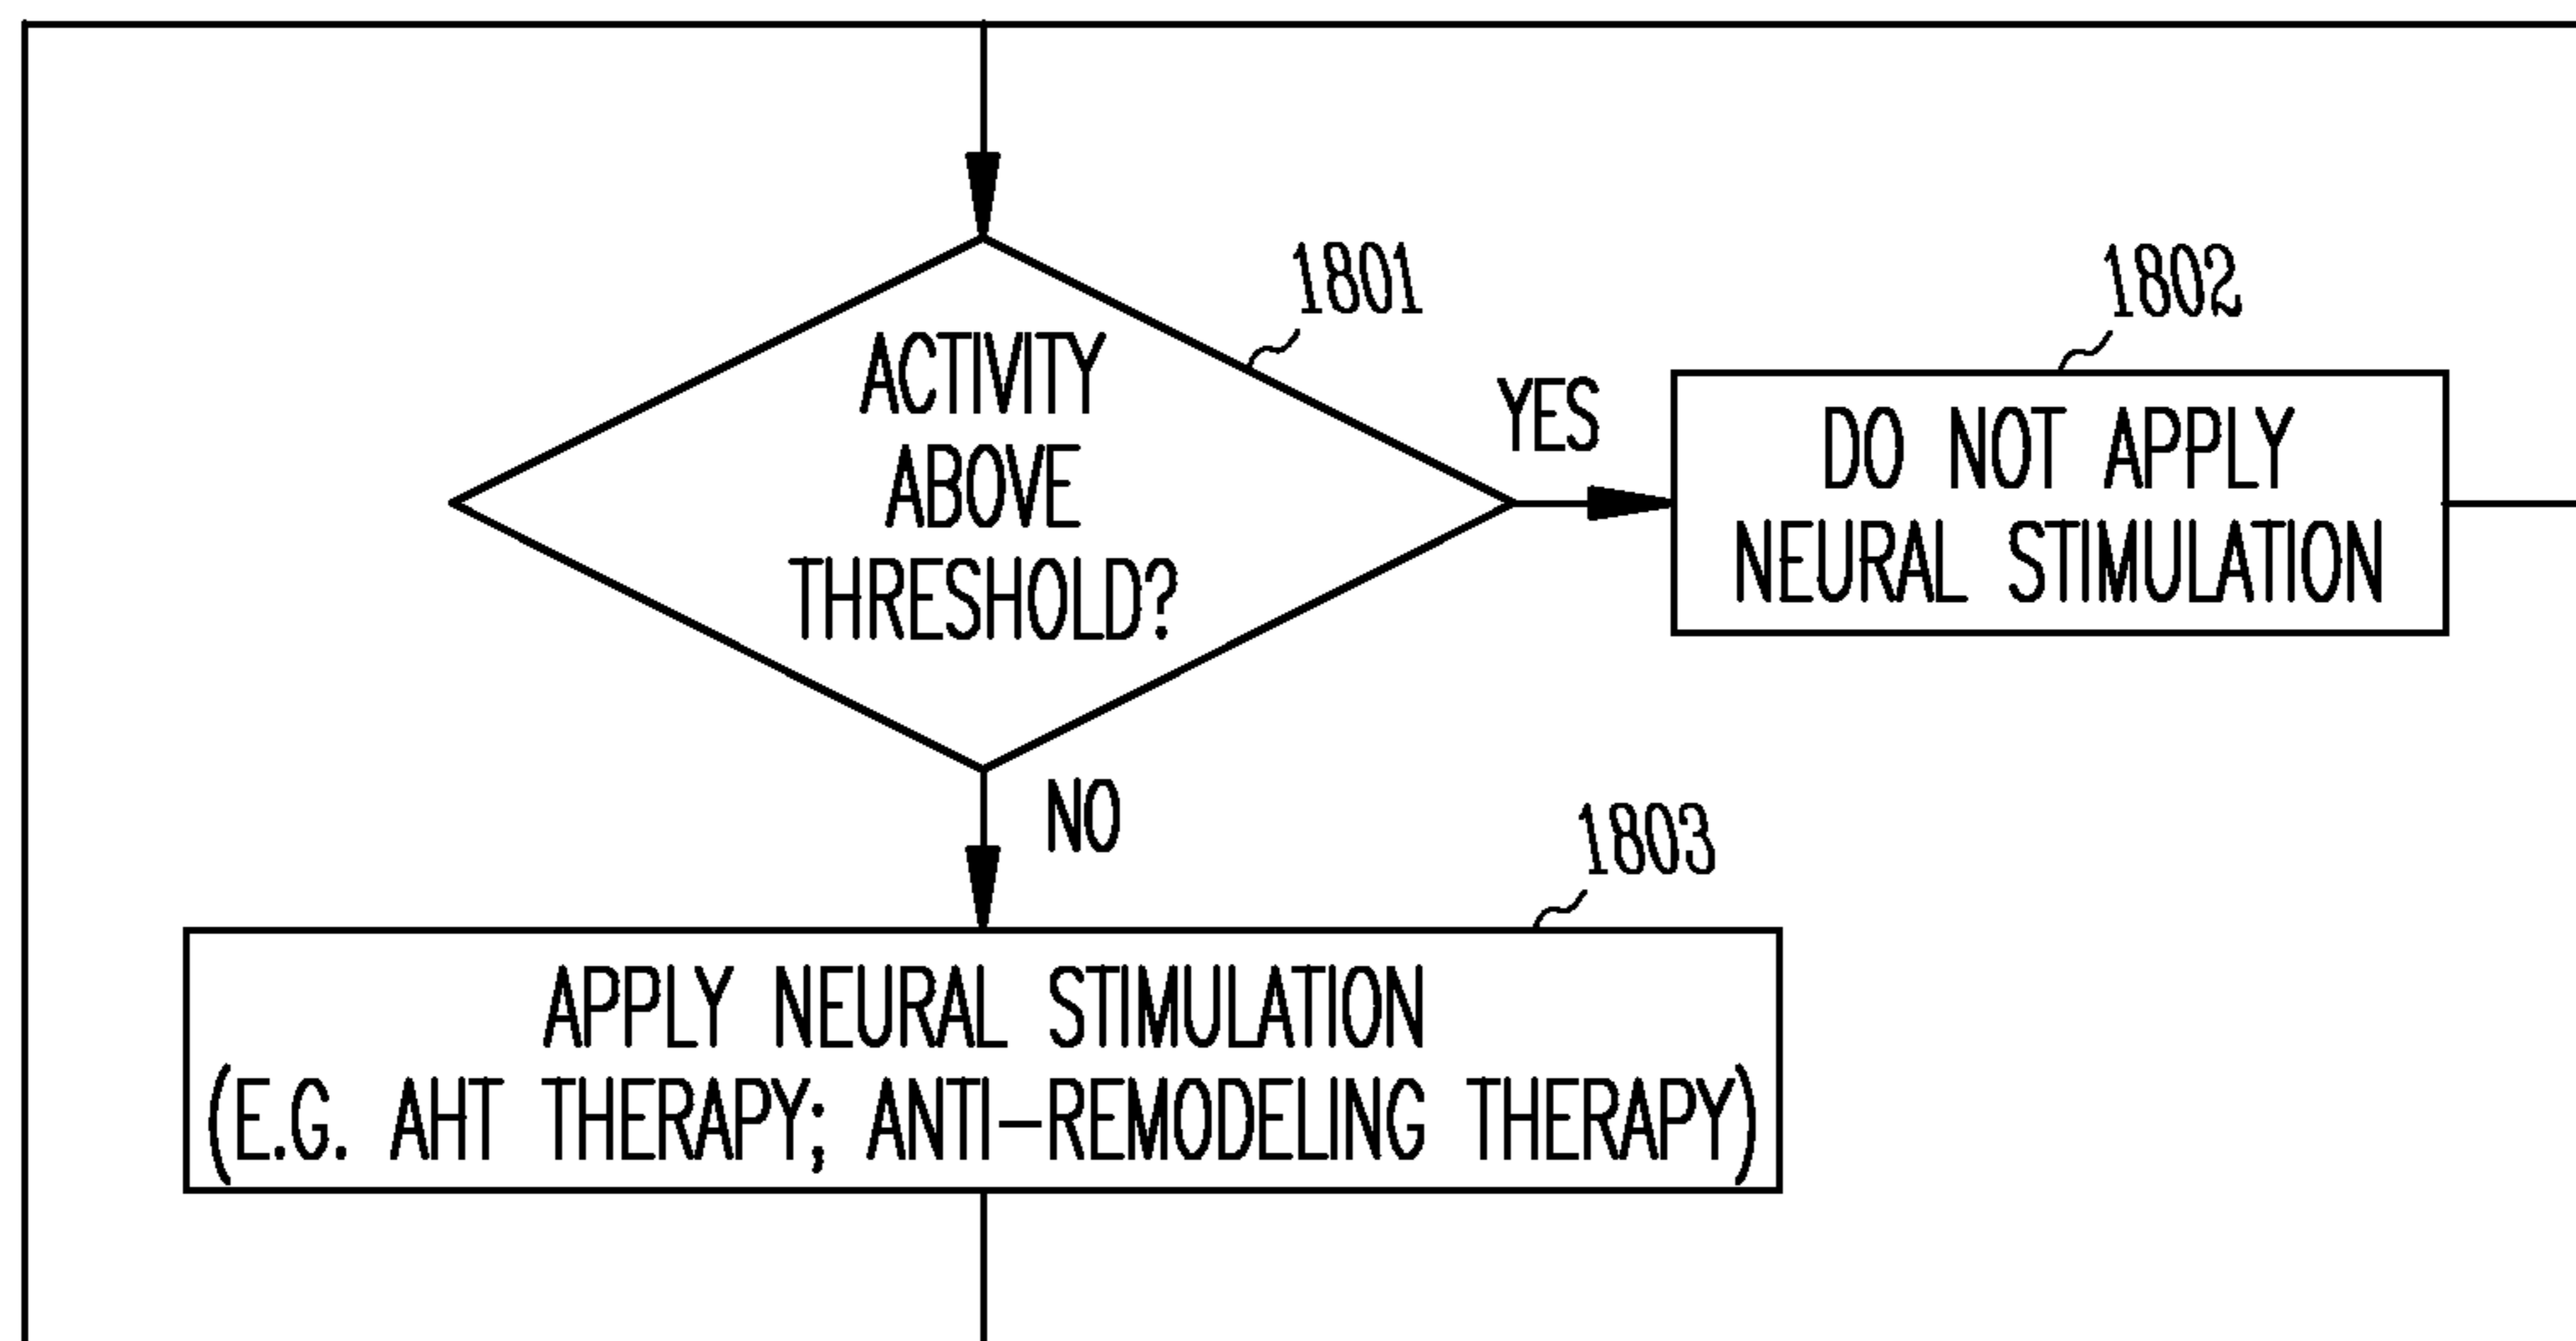 1801
ACTIVITY
ABOVE
THRESHOLD?
YES
1802
DO NOT APPLY
NEURAL STIMULATION
NO
1803
APPLY NEURAL STIMULATION
(E.G. AHT THERAPY; ANTI-REMODELING THERAPY)